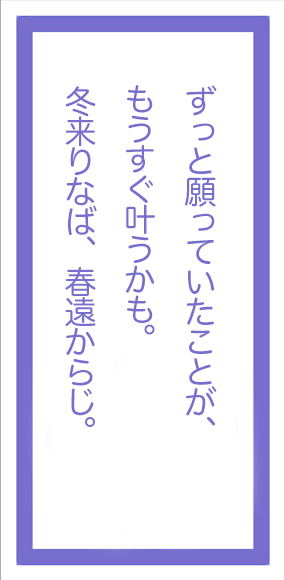 ずっと願っていたことが、
もうすぐ叶うかも。
冬来りなば、春遠からじ。